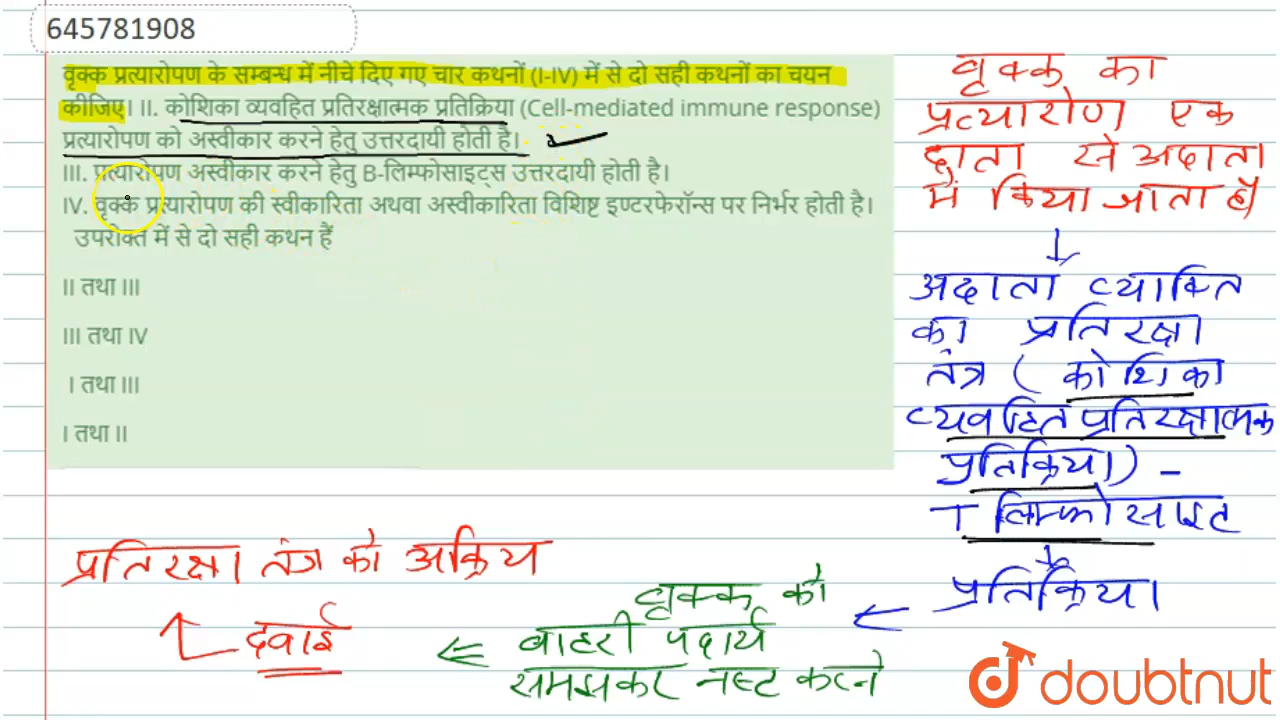 645781908
वृक्क प्रत्यारोपण के सम्बन्ध में नीचे दिए गए चार कथनों (I-IV) में से दो सही कथनों का चयन
कीजिए। II. कोशिका व्यवहित प्रतिरक्षात्मक प्रतिक्रिया (Cell-mediated immune response)
प्रत्यारोपण को अस्वीकार करने हेतु उत्तरदायी होती है।
III. प्रत्यारोपण अस्वीकार करने हेतु B-लिम्फोसाइट्स उत्तरदायी होती है।
IV. वृक्क प्रत्यारोपण की स्वीकारिता अथवा अस्वीकारिता विशिष्ट इण्टरफेरॉन्स पर निर्भर होती है।
उपरोक्त में से दो सही कथन हैं
II तथा III
III तथा IV
I तथा III
I तथा II
वृक्क का
प्रत्यारोण एक
दाता से अदाता
में किया जाता है
अदाता व्यक्ति
का प्रतिरक्षा
तंत्र (कोशिका
व्यवहित प्रतिरक्षात्मक
प्रतिक्रिया) -
T लिम्फोसाइट
प्रतिक्रिया
वृक्क को
बाहरी पदार्थ
समझकर नष्ट करने
प्रतिरक्षा तंत्र को अक्रिय
दवाई
doubtnut